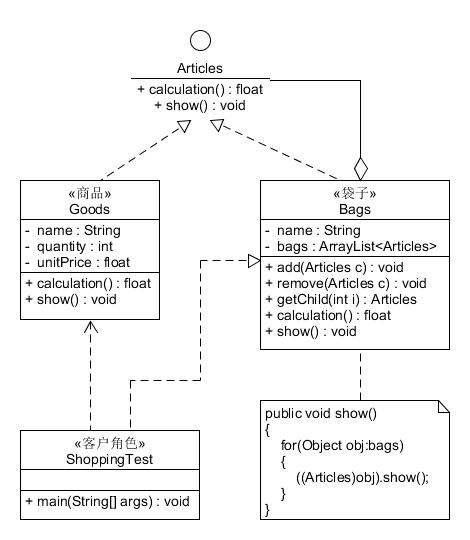 Articles
+ calculation() : float
+ show() : void
«商品»
Goods
- name : String
- quantity : int
- unitPrice : float
+ calculation() : float
+ show() : void
«袋子»
Bags
- name : String
- bags : ArrayList<Articles>
+ add(Articles c) : void
+ remove(Articles c) : void
+ getChild(int i) : Articles
+ calculation() : float
+ show() : void
«客户角色»
ShoppingTest
+ main(String[] args) : void
public void show()
{
for(Object obj:bags)
{
((Articles)obj).show();
}
}